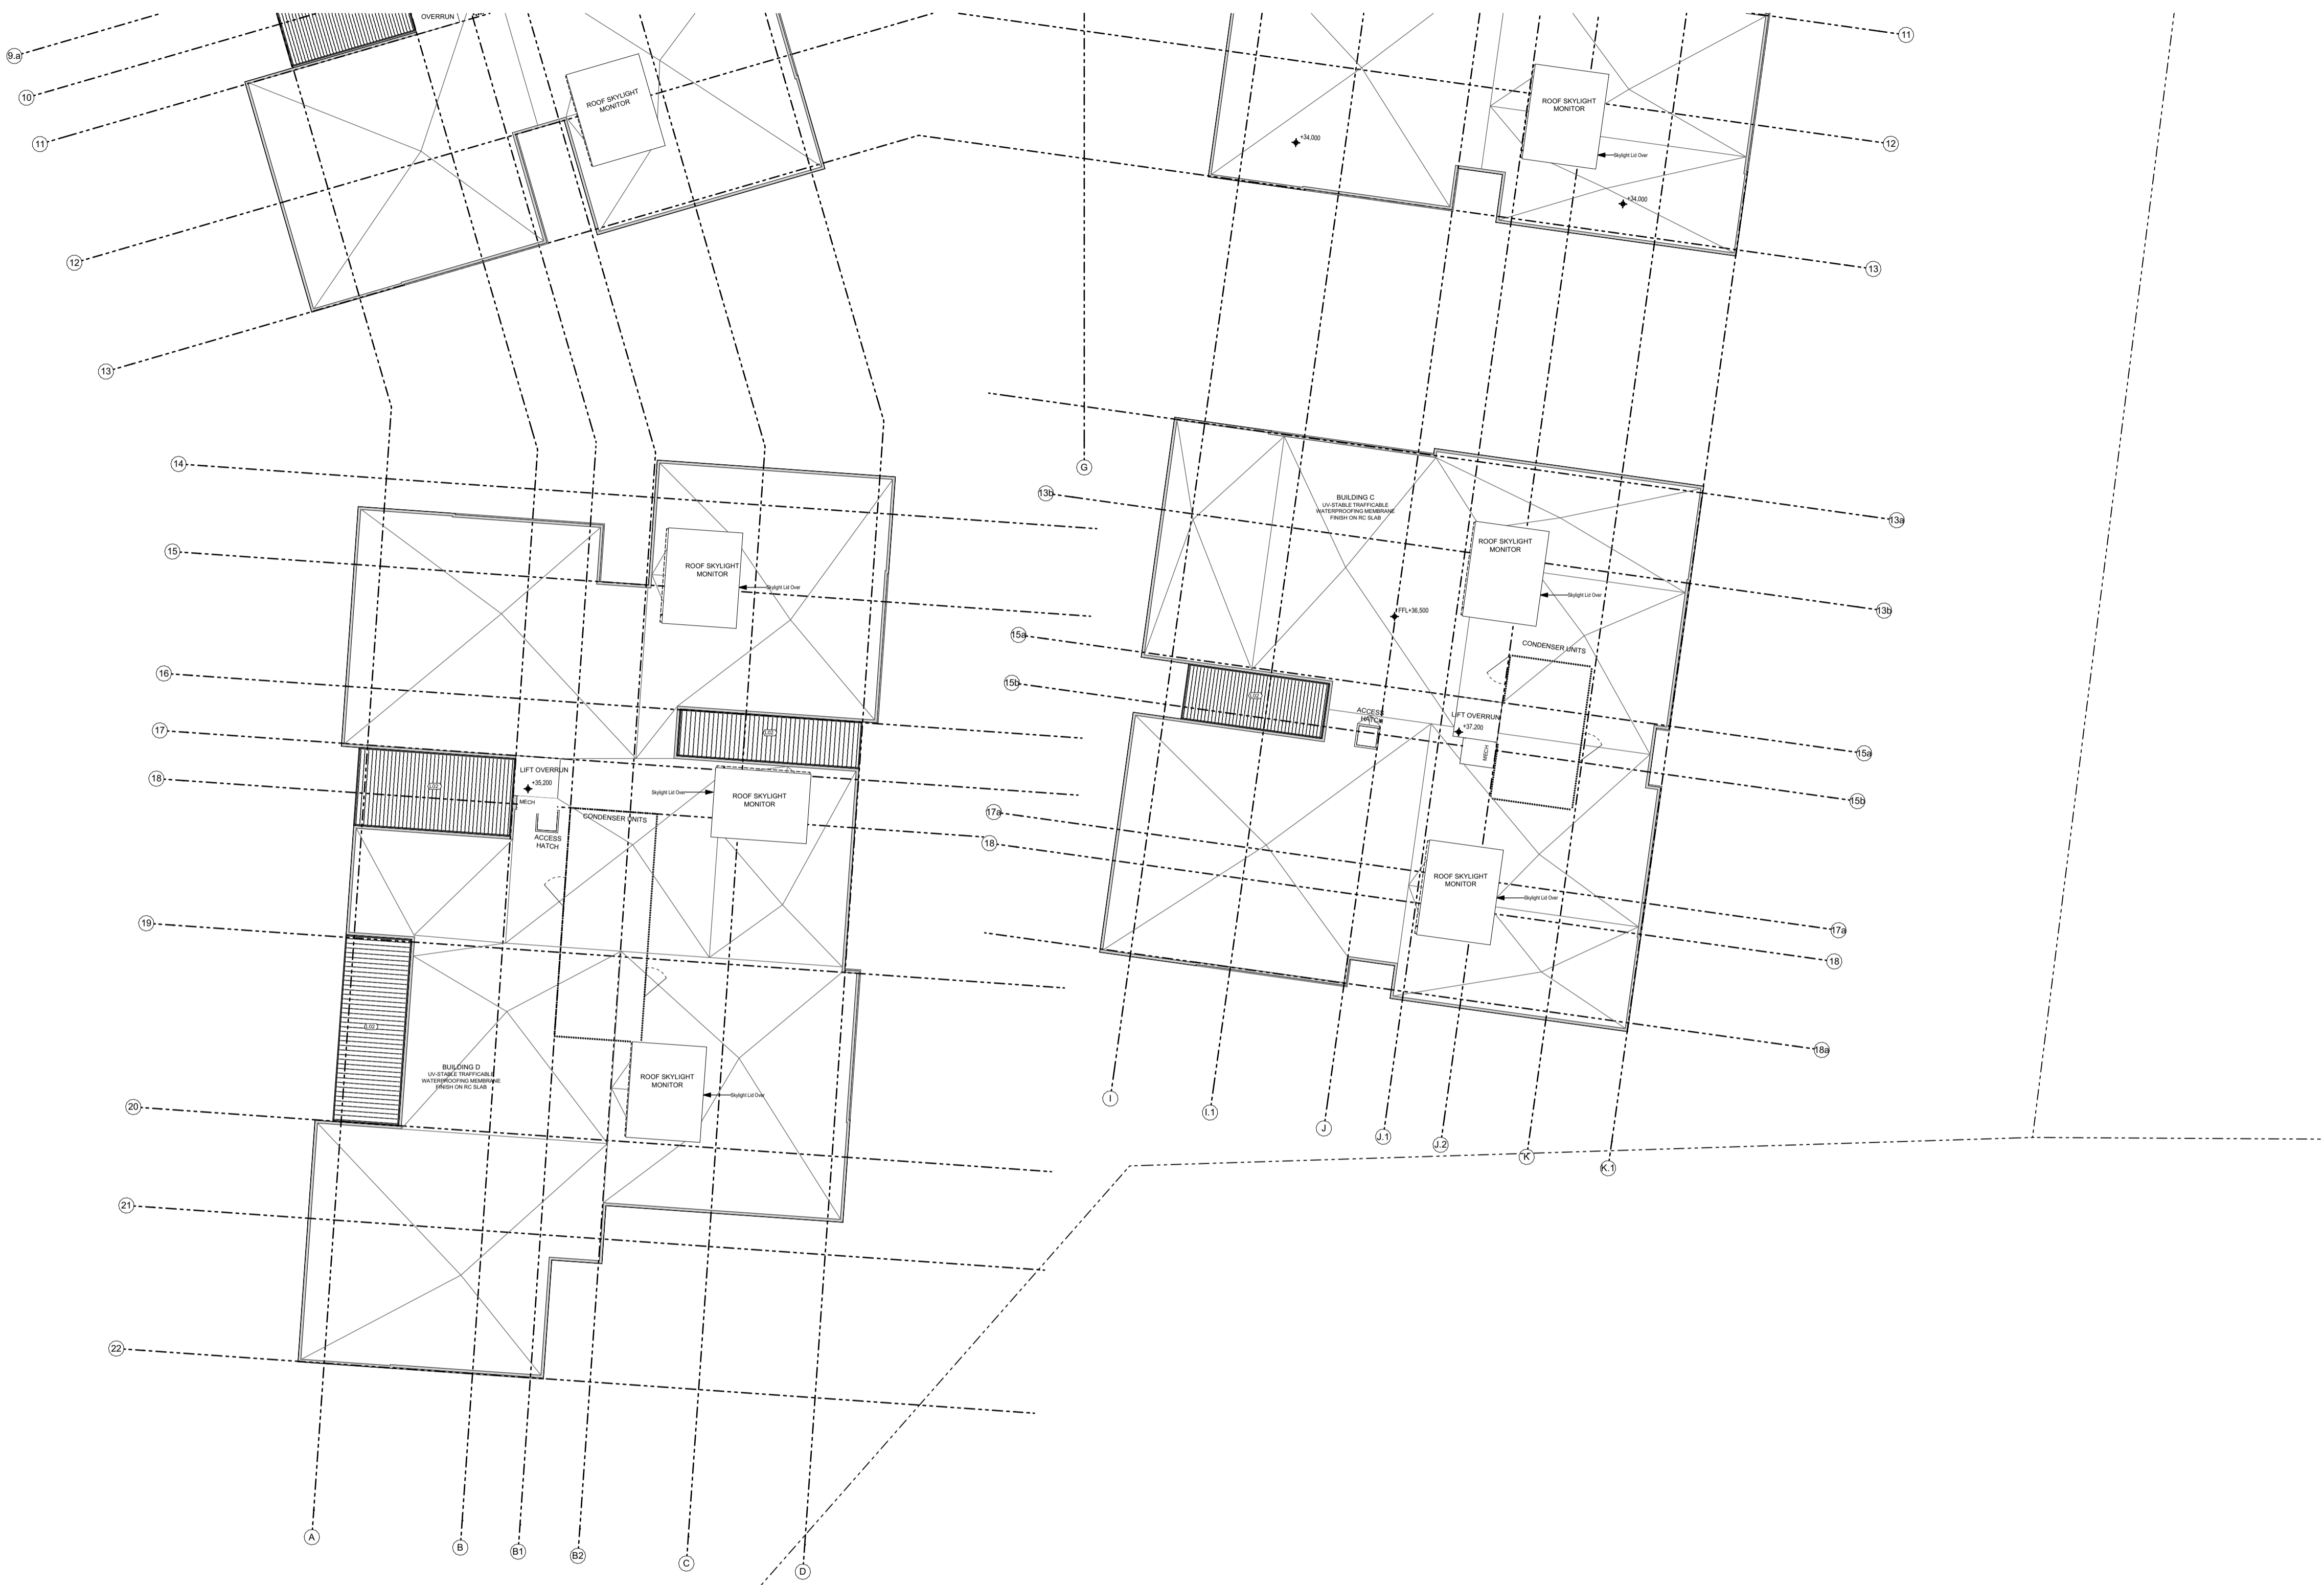 OVERRUN
9.a
10
11
12
13
ROOF SKYLIGHT
MONITOR
+34,000
ROOF SKYLIGHT
MONITOR
Skylight Lid Over
+34,000
11
12
13
G
14
15
16
17
18
19
20
21
22
ROOF SKYLIGHT
MONITOR
Skylight Lid Over
L02
L02
LIFT OVERRUN
+35,200
MECH
ACCESS
HATCH
CONDENSER UNITS
Skylight Lid Over
ROOF SKYLIGHT
MONITOR
L02
BUILDING D
UV-STABLE TRAFFICABLE
WATERPROOFING MEMBRANE
FINISH ON RC SLAB
ROOF SKYLIGHT
MONITOR
Skylight Lid Over
A
B
B1
B2
C
D
13b
15a
15b
17a
18
BUILDING C
UV-STABLE TRAFFICABLE
WATERPROOFING MEMBRANE
FINISH ON RC SLAB
ROOF SKYLIGHT
MONITOR
Skylight Lid Over
FFL+36,500
CONDENSER UNITS
L02
ACCESS
HATCH
LIFT OVERRUN
+37,200
MECH
ROOF SKYLIGHT
MONITOR
Skylight Lid Over
13a
13b
15a
15b
17a
18
18a
I
I.1
J
J.1
J.2
K
K.1